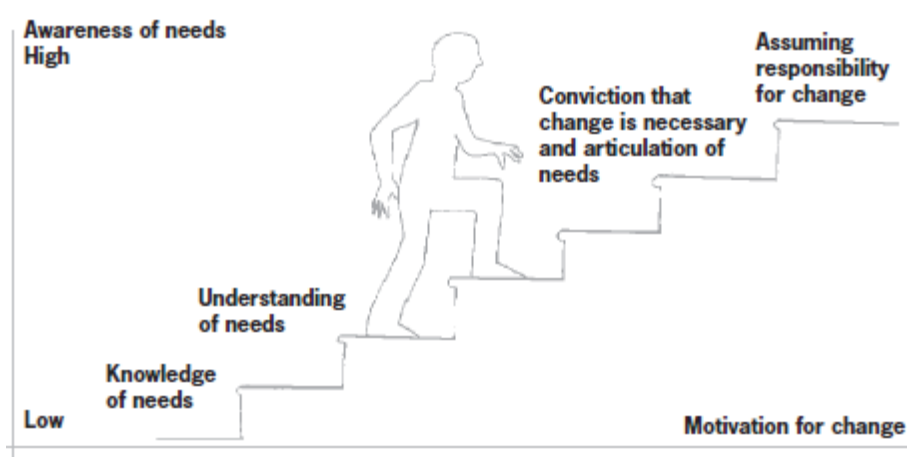 Awareness of needs
High
Assuming
responsibility
for change
Conviction that
change is necessary
and articulation of
needs
Understanding
of needs
Knowledge
of needs
Low
Motivation for change